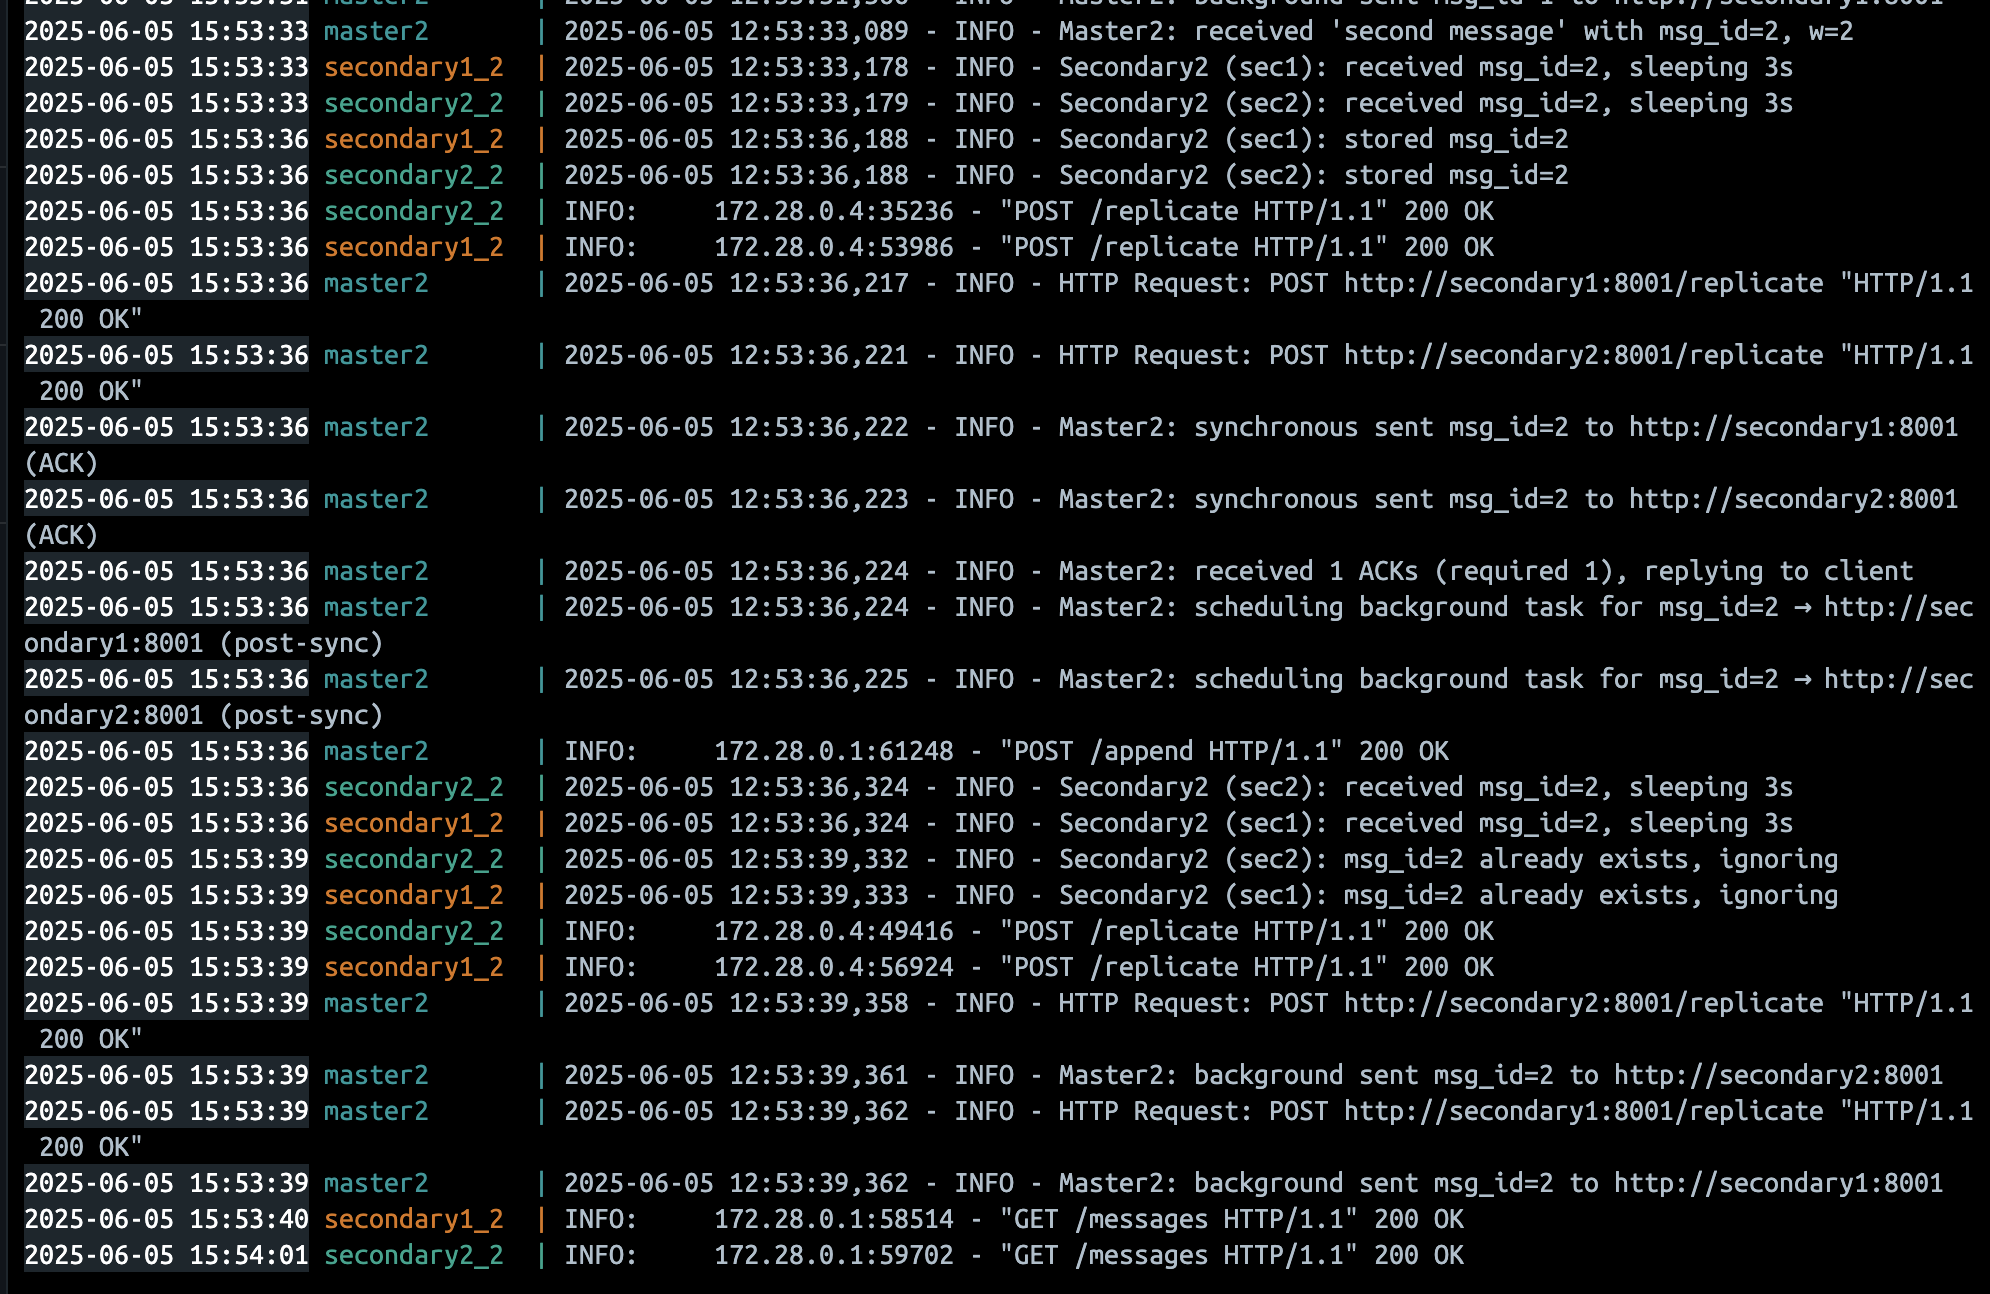 2025-06-05 15:53:33 master2 | 2025-06-05 12:53:33,089 - INFO - Master2: received 'second message' with msg_id=2, w=2
2025-06-05 15:53:33 secondary1_2 | 2025-06-05 12:53:33,178 - INFO - Secondary2 (sec1): received msg_id=2, sleeping 3s
2025-06-05 15:53:33 secondary2_2 | 2025-06-05 12:53:33,179 - INFO - Secondary2 (sec2): received msg_id=2, sleeping 3s
2025-06-05 15:53:36 secondary1_2 | 2025-06-05 12:53:36,188 - INFO - Secondary2 (sec1): stored msg_id=2
2025-06-05 15:53:36 secondary2_2 | 2025-06-05 12:53:36,188 - INFO - Secondary2 (sec2): stored msg_id=2
2025-06-05 15:53:36 secondary2_2 | INFO: 172.28.0.4:35236 - "POST /replicate HTTP/1.1" 200 OK
2025-06-05 15:53:36 secondary1_2 | INFO: 172.28.0.4:53986 - "POST /replicate HTTP/1.1" 200 OK
2025-06-05 15:53:36 master2 | 2025-06-05 12:53:36,217 - INFO - HTTP Request: POST http://secondary1:8001/replicate "HTTP/1.1
200 OK"
2025-06-05 15:53:36 master2 | 2025-06-05 12:53:36,221 - INFO - HTTP Request: POST http://secondary2:8001/replicate "HTTP/1.1
200 OK"
2025-06-05 15:53:36 master2 | 2025-06-05 12:53:36,222 - INFO - Master2: synchronous sent msg_id=2 to http://secondary1:8001
(ACK)
2025-06-05 15:53:36 master2 | 2025-06-05 12:53:36,223 - INFO - Master2: synchronous sent msg_id=2 to http://secondary2:8001
(ACK)
2025-06-05 15:53:36 master2 | 2025-06-05 12:53:36,224 - INFO - Master2: received 1 ACKs (required 1), replying to client
2025-06-05 15:53:36 master2 | 2025-06-05 12:53:36,224 - INFO - Master2: scheduling background task for msg_id=2 → http://sec
ondary1:8001 (post-sync)
2025-06-05 15:53:36 master2 | 2025-06-05 12:53:36,225 - INFO - Master2: scheduling background task for msg_id=2 → http://sec
ondary2:8001 (post-sync)
2025-06-05 15:53:36 master2 | INFO: 172.28.0.1:61248 - "POST /append HTTP/1.1" 200 OK
2025-06-05 15:53:36 secondary2_2 | 2025-06-05 12:53:36,324 - INFO - Secondary2 (sec2): received msg_id=2, sleeping 3s
2025-06-05 15:53:36 secondary1_2 | 2025-06-05 12:53:36,324 - INFO - Secondary2 (sec1): received msg_id=2, sleeping 3s
2025-06-05 15:53:39 secondary2_2 | 2025-06-05 12:53:39,332 - INFO - Secondary2 (sec2): msg_id=2 already exists, ignoring
2025-06-05 15:53:39 secondary1_2 | 2025-06-05 12:53:39,333 - INFO - Secondary2 (sec1): msg_id=2 already exists, ignoring
2025-06-05 15:53:39 secondary2_2 | INFO: 172.28.0.4:49416 - "POST /replicate HTTP/1.1" 200 OK
2025-06-05 15:53:39 secondary1_2 | INFO: 172.28.0.4:56924 - "POST /replicate HTTP/1.1" 200 OK
2025-06-05 15:53:39 master2 | 2025-06-05 12:53:39,358 - INFO - HTTP Request: POST http://secondary2:8001/replicate "HTTP/1.1
200 OK"
2025-06-05 15:53:39 master2 | 2025-06-05 12:53:39,361 - INFO - Master2: background sent msg_id=2 to http://secondary2:8001
2025-06-05 15:53:39 master2 | 2025-06-05 12:53:39,362 - INFO - HTTP Request: POST http://secondary1:8001/replicate "HTTP/1.1
200 OK"
2025-06-05 15:53:39 master2 | 2025-06-05 12:53:39,362 - INFO - Master2: background sent msg_id=2 to http://secondary1:8001
2025-06-05 15:53:40 secondary1_2 | INFO: 172.28.0.1:58514 - "GET /messages HTTP/1.1" 200 OK
2025-06-05 15:54:01 secondary2_2 | INFO: 172.28.0.1:59702 - "GET /messages HTTP/1.1" 200 OK